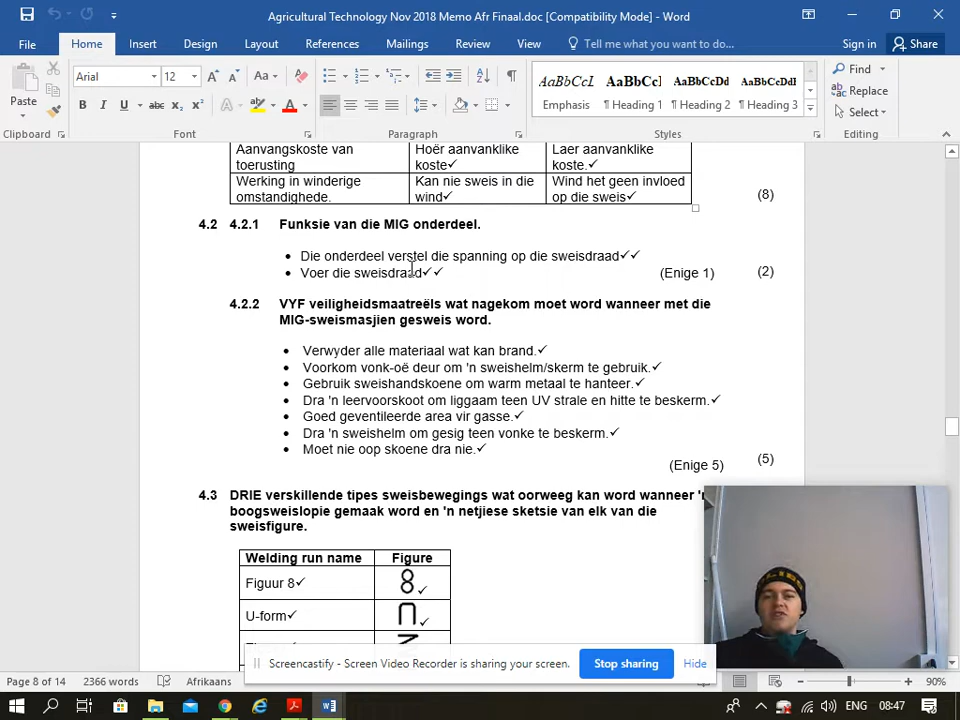 Agricultural Technology Nov 2018 Memo Afr Finaal.doc [Compatibility Mode] - Word
File Home Insert Design Layout References Mailings Review View Tell me what you want to do... Sign in Share
Paste
Arial 12 Aa
B I U abc x₂ x² A A
AaBbCcL AaBbCcI AaBbCcDd AaBbCcDdI
Emphasis ¶ Heading 1 ¶ Heading 2 ¶ Heading 3
Find
Replace
Select
Clipboard Font Paragraph Styles Editing
Aanvangskoste van toerusting Hoër aanvanklike koste✓ Laer aanvanklike koste.✓
Werking in winderige omstandighede. Kan nie sweis in die wind✓ Wind het geen invloed op die sweis✓ (8)
4.2 4.2.1 Funksie van die MIG onderdeel.
• Die onderdeel verstel die spanning op die sweisdraad✓✓
• Voer die sweisdraad✓✓ (Enige 1) (2)
4.2.2 VYF veiligheidsmaatreëls wat nagekom moet word wanneer met die
MIG-sweismasjien gesweis word.
• Verwyder alle materiaal wat kan brand.✓
• Voorkom vonk-oë deur om 'n sweishelm/skerm te gebruik.✓
• Gebruik sweishandskoene om warm metaal te hanteer.✓
• Dra 'n leervoorskoot om liggaam teen UV strale en hitte te beskerm.✓
• Goed geventileerde area vir gasse.✓
• Dra 'n sweishelm om gesig teen vonke te beskerm.✓
• Moet nie oop skoene dra nie.✓ (5)
(Enige 5)
4.3 DRIE verskillende tipes sweisbewegings wat oorweeg kan word wanneer 'n
boogsweislopie gemaak word en 'n netjiese sketsie van elk van die
sweisfigure.
Welding run name Figure
Figuur 8✓ 8✓
U-form✓ ✓
Screencastify - Screen Video Recorder is sharing your screen. Stop sharing Hide
Page 8 of 14 2366 words Afrikaans 90%
ENG 08:47